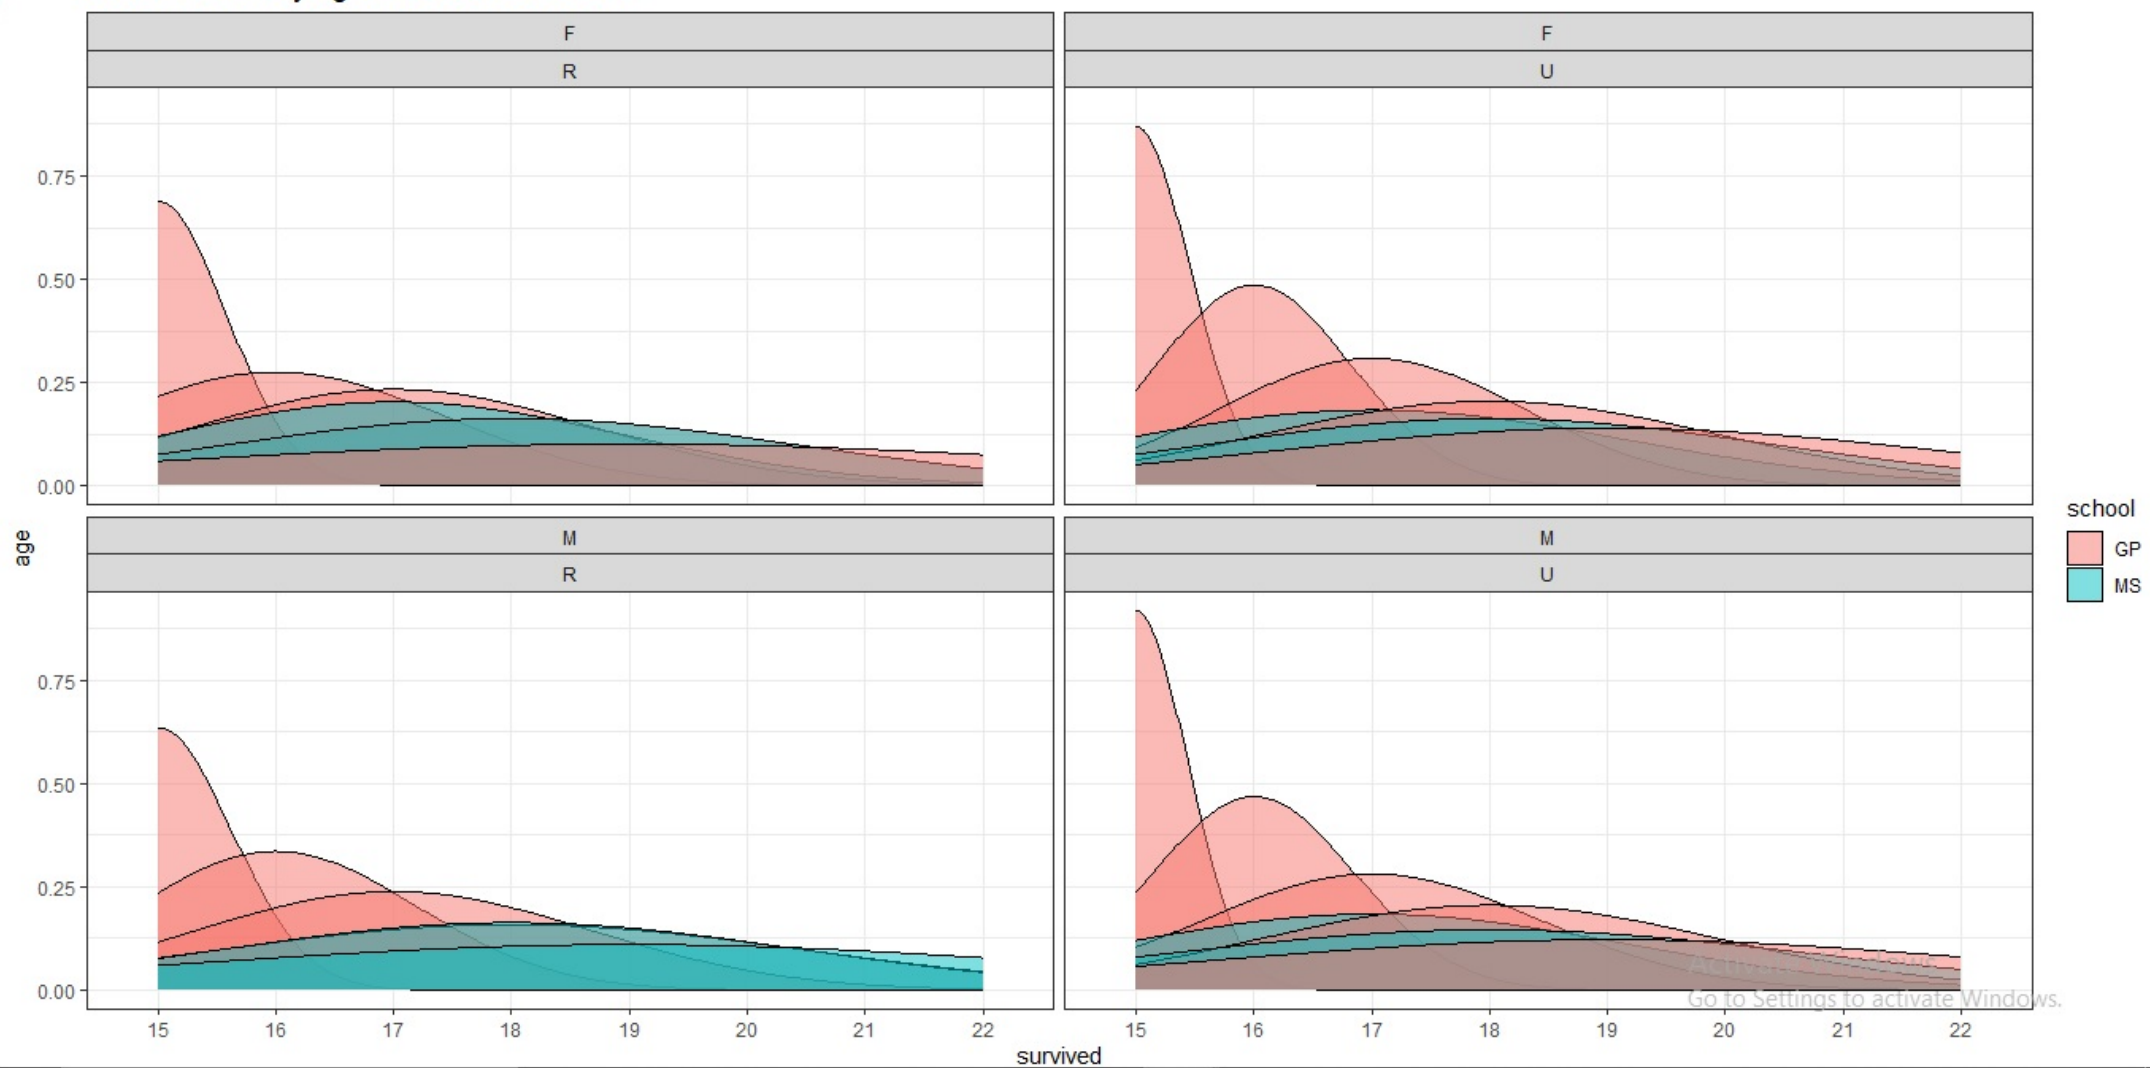 F
F
R
U
0.75
0.50
0.25
0.00
M
M
R
U
0.75
0.50
0.25
0.00
15 16 17 18 19 20 21 22
15 16 17 18 19 20 21 22
age
survived
school
GP
MS
Activate Windows
Go to Settings to activate Windows.